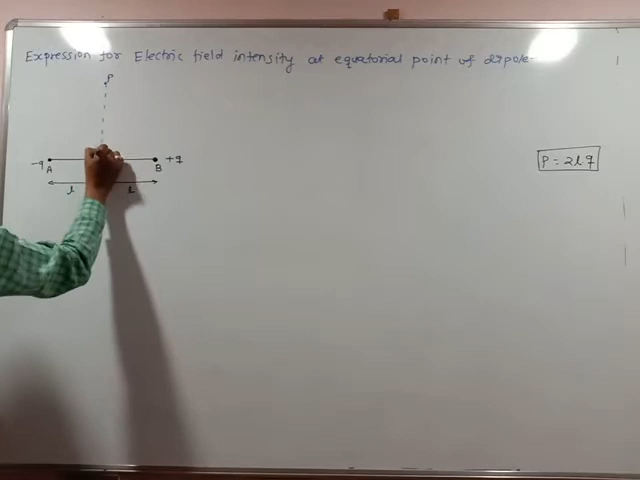 Expression for Electric field intensity at equatorial point of dipole-
P
-q A B +q
l l
P = 2lq